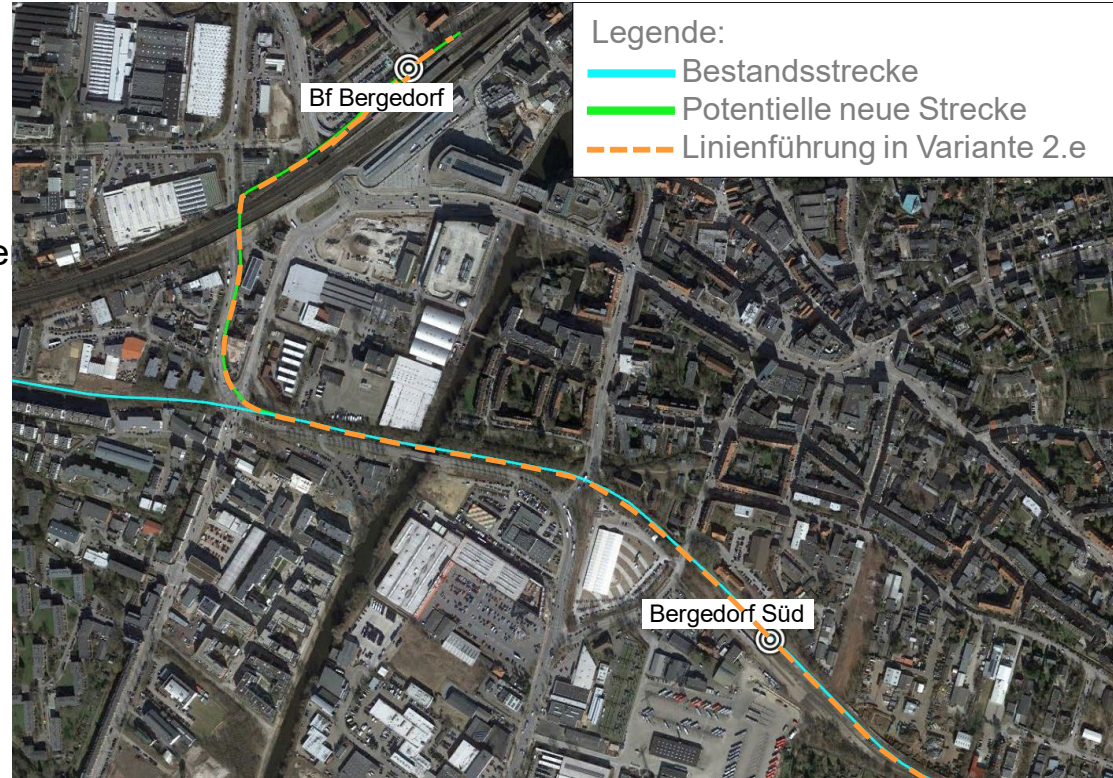 Legende:
Bestandsstrecke
Potentielle neue Strecke
Linienführung in Variante 2.e
Bf Bergedorf
e
Bergedorf Süd